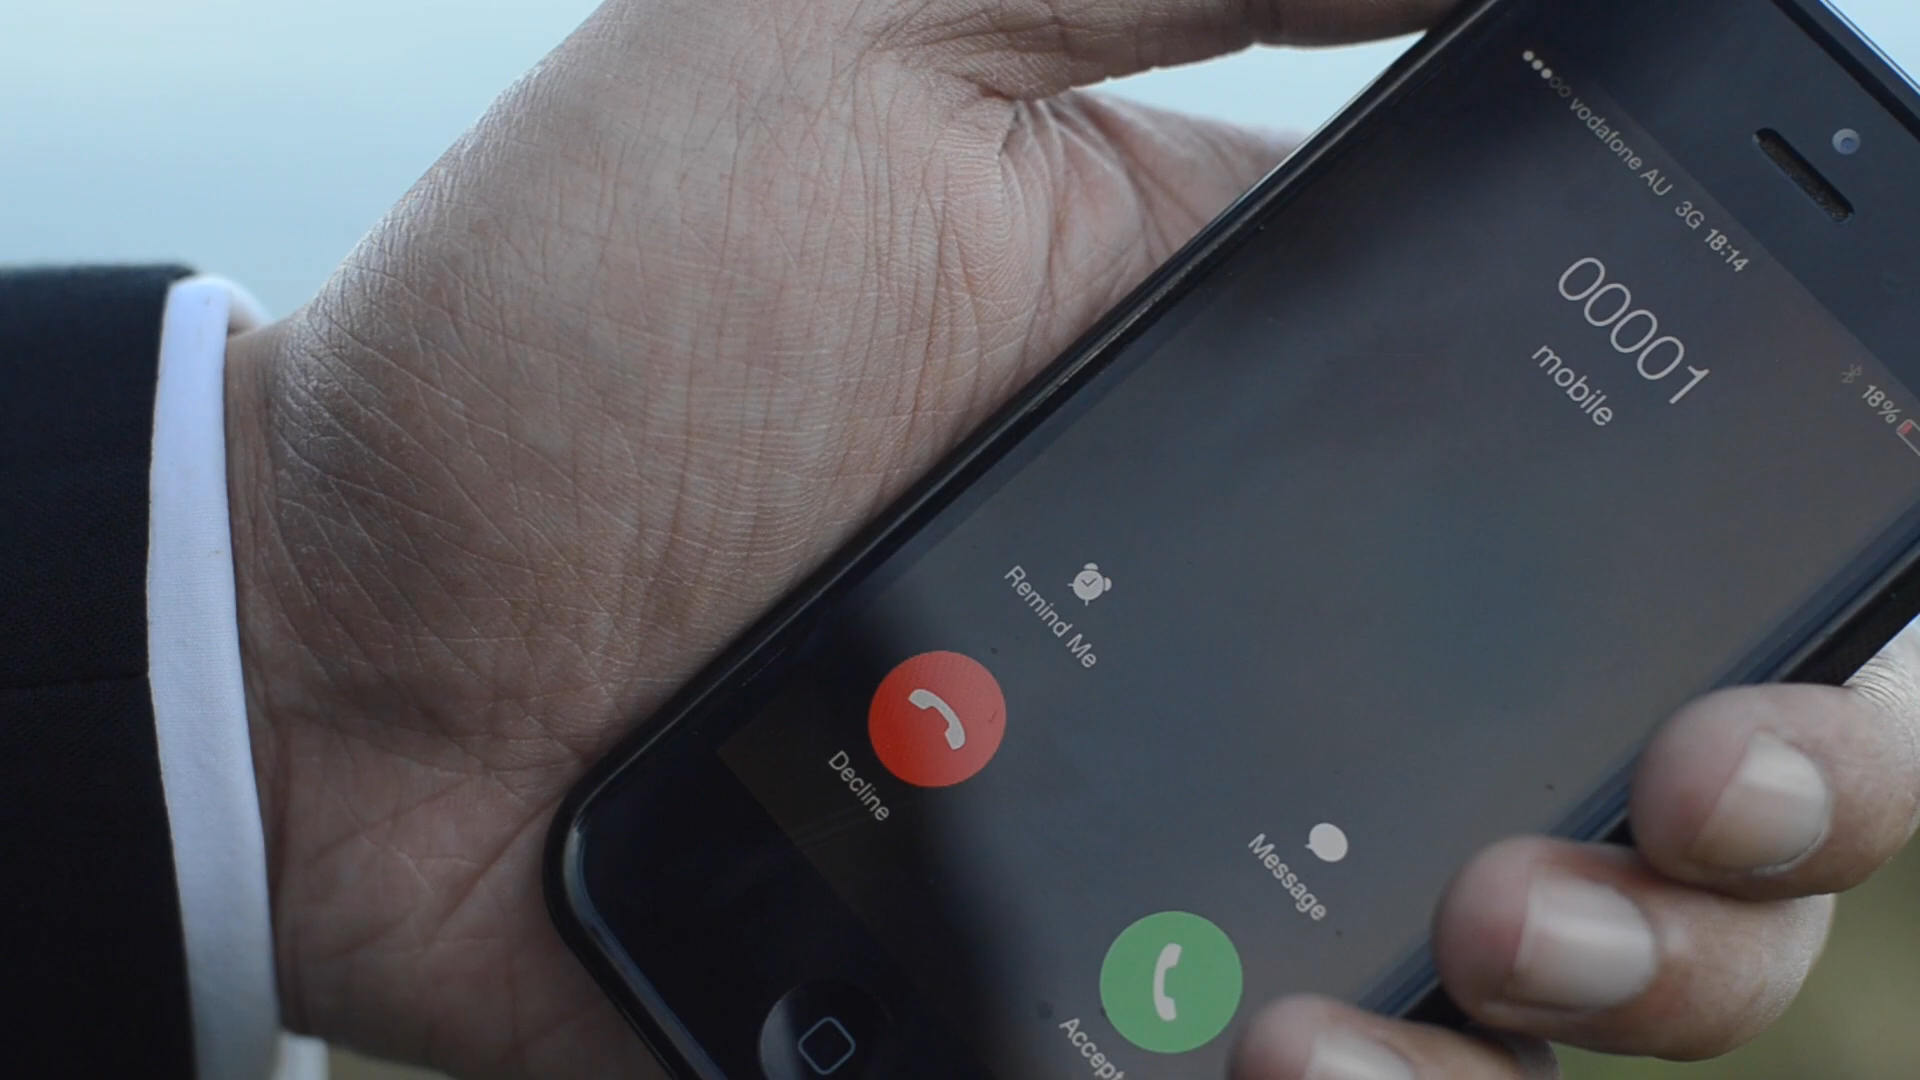 vodafone AU 3G 18:14 18%
00001
mobile
Remind Me
Message
Decline
Accept